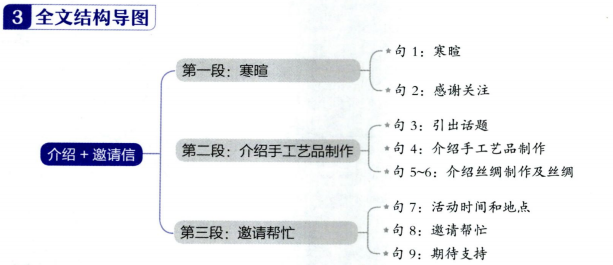 3 全文结构导图
介绍 + 邀请信
第一段：寒暄
* 句 1：寒暄
* 句 2：感谢关注
第二段：介绍手工艺品制作
* 句 3：引出话题
* 句 4：介绍手工艺品制作
* 句 5~6：介绍丝绸制作及丝绸
第三段：邀请帮忙
* 句 7：活动时间和地点
* 句 8：邀请帮忙
* 句 9：期待支持